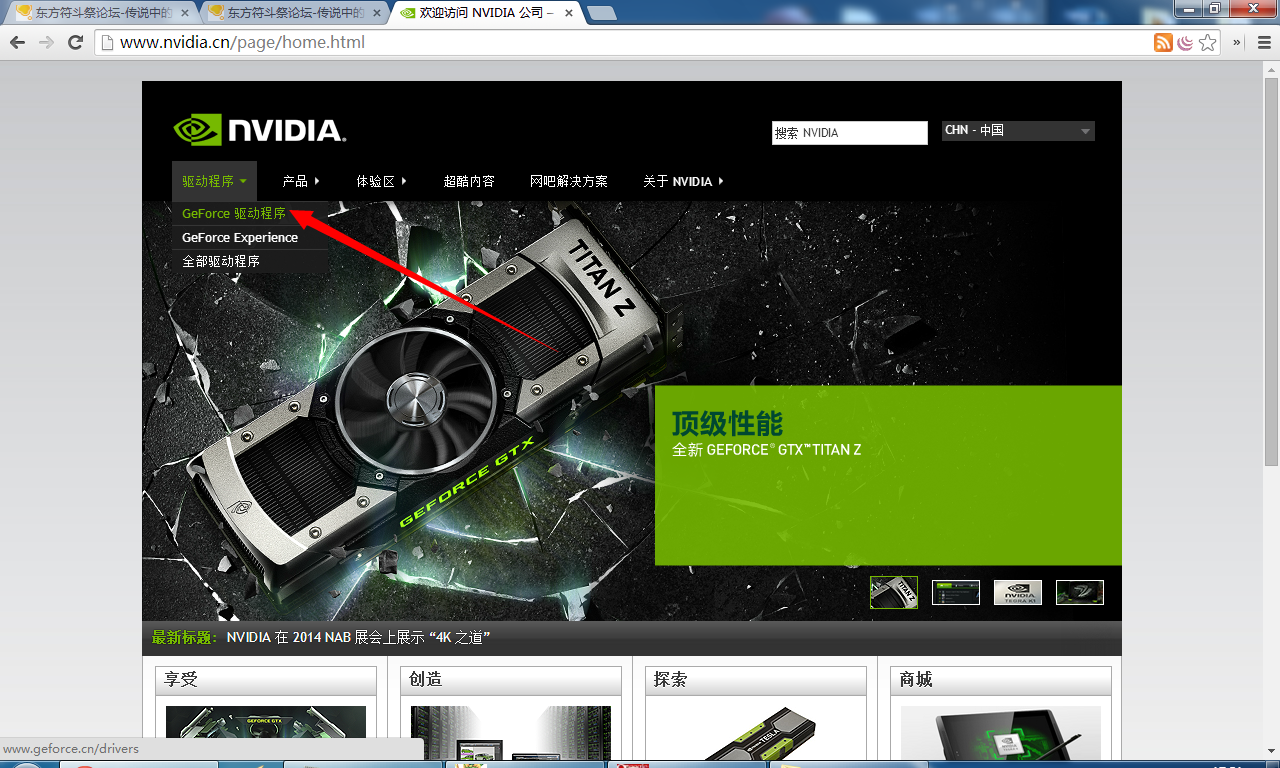 东方符斗祭论坛-传说中的
东方符斗祭论坛-传说中的
欢迎访问 NVIDIA 公司 –
www.nvidia.cn/page/home.html
NVIDIA.
搜索 NVIDIA
CHN - 中国
驱动程序 产品 体验区 超酷内容 网吧解决方案 关于 NVIDIA
GeForce 驱动程序
GeForce Experience
全部驱动程序
TITAN Z
GEFORCE GTX
顶级性能
全新 GEFORCE® GTX™ TITAN Z
最新标题： NVIDIA 在 2014 NAB 展会上展示 “4K 之道”
享受 创造 探索 商城
GEFORCE GTX
TESLA
NVIDIA
www.geforce.cn/drivers